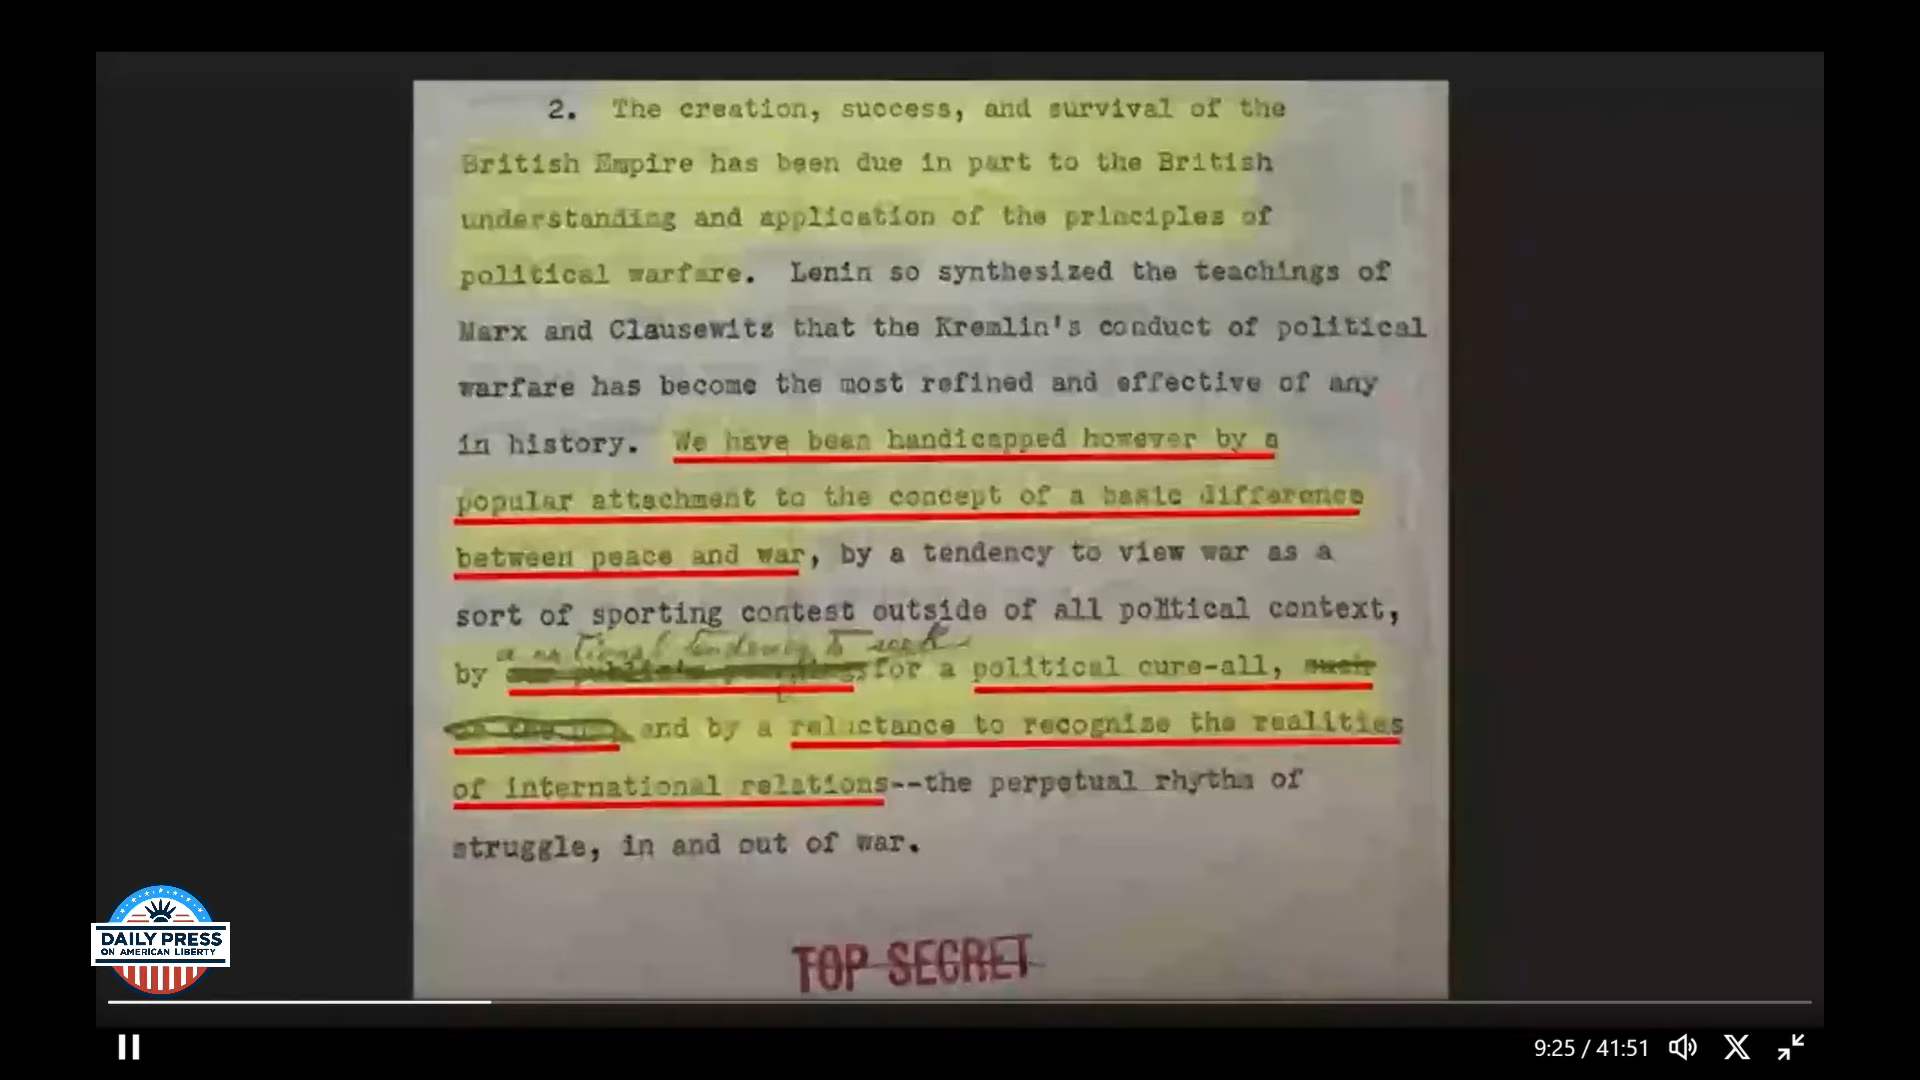 2. The creation, success, and survival of the
British Empire has been due in part to the British
understanding and application of the principles of
political warfare. Lenin so synthesized the teachings of
Marx and Clausewitz that the Kremlin's conduct of political
warfare has become the most refined and effective of any
in history. We have been handicapped however by a
popular attachment to the concept of a basic difference
between peace and war, by a tendency to view war as a
sort of sporting contest outside of all political context,
a national tendency to seek
by for a political cure-all, such
and by a reluctance to recognize the realities
of international relations--the perpetual rhythm of
struggle, in and out of war.
TOP SECRET
DAILY PRESS
ON AMERICAN LIBERTY
9:25 / 41:51